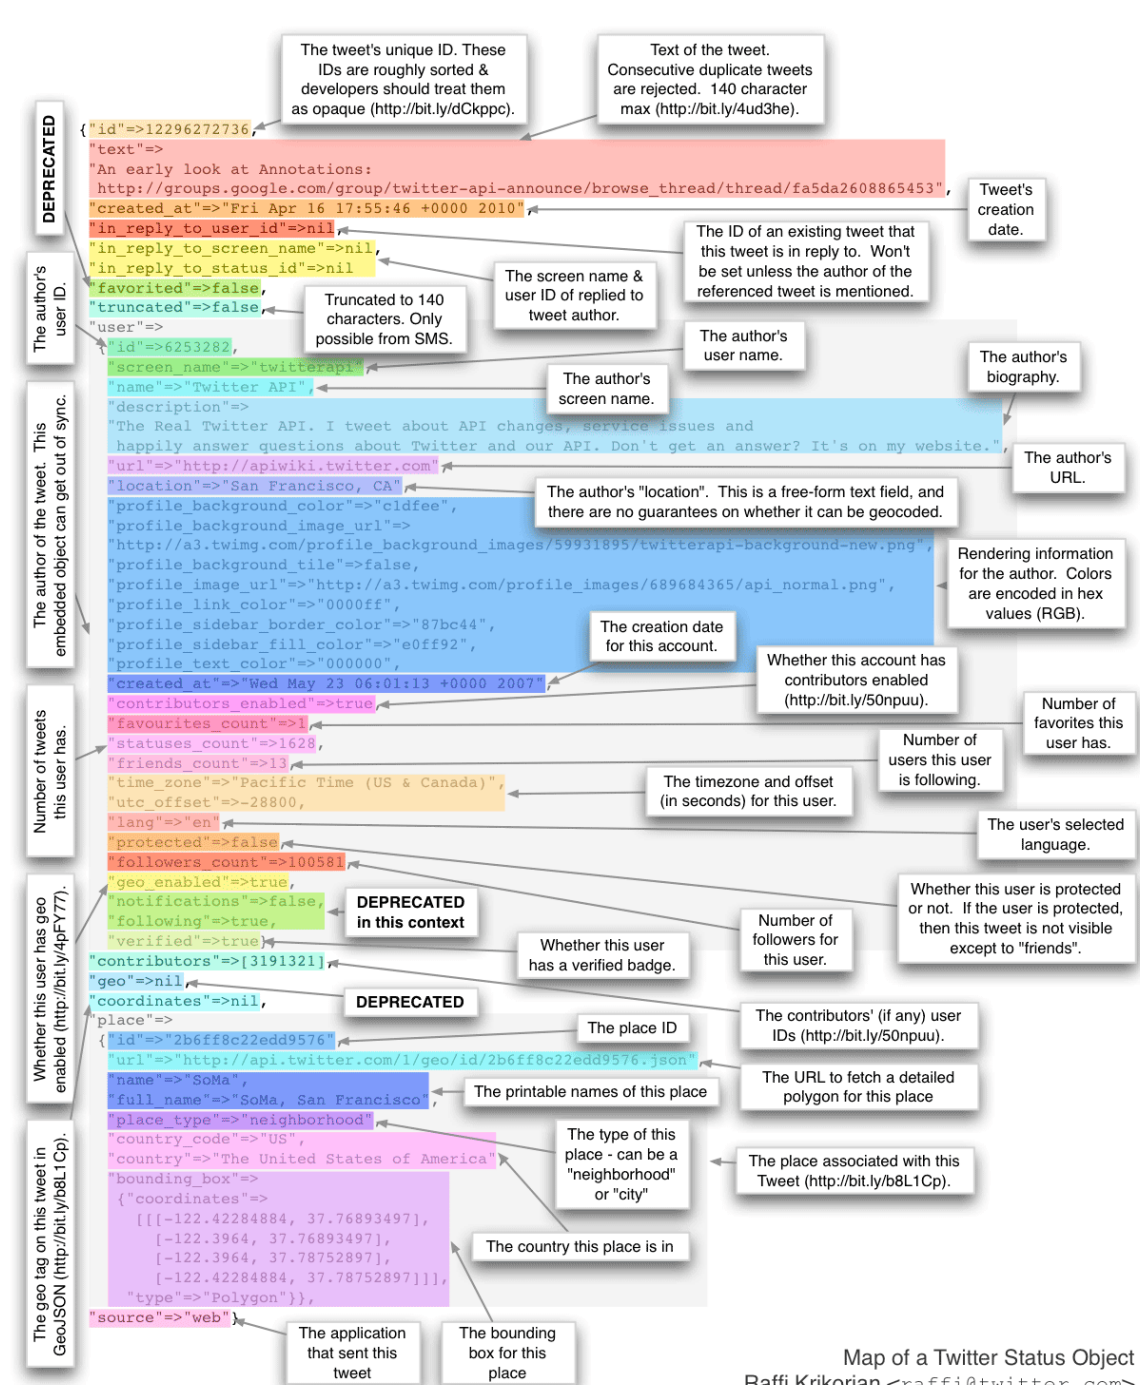 The tweet's unique ID. These
IDs are roughly sorted &
developers should treat them
as opaque (http://bit.ly/dCkppc).
Text of the tweet.
Consecutive duplicate tweets
are rejected. 140 character
max (http://bit.ly/4ud3he).
DEPRECATED
{"id"=>12296272736,
"text"=>
"An early look at Annotations:
http://groups.google.com/group/twitter-api-announce/browse_thread/thread/fa5da2608865453",
"created_at"=>"Fri Apr 16 17:55:46 +0000 2010",
Tweet's
creation
date.
"in_reply_to_user_id"=>nil,
The ID of an existing tweet that
this tweet is in reply to. Won't
be set unless the author of the
referenced tweet is mentioned.
"in_reply_to_screen_name"=>nil,
"in_reply_to_status_id"=>nil
The screen name &
user ID of replied to
tweet author.
"favorited"=>false,
"truncated"=>false,
Truncated to 140
characters. Only
possible from SMS.
The author's
user ID.
"user"=>
{"id"=>6253282,
"screen_name"=>"twitterapi",
The author's
user name.
"name"=>"Twitter API",
The author's
screen name.
The author's
biography.
"description"=>
"The Real Twitter API. I tweet about API changes, service issues and
happily answer questions about Twitter and our API. Don't get an answer? It's on my website.",
The author of the tweet. This
embedded object can get out of sync.
"url"=>"http://apiwiki.twitter.com",
The author's
URL.
"location"=>"San Francisco, CA",
The author's "location". This is a free-form text field, and
there are no guarantees on whether it can be geocoded.
"profile_background_color"=>"c1dfee",
"profile_background_image_url"=>
"http://a3.twimg.com/profile_background_images/59931895/twitterapi-background-new.png",
"profile_background_tile"=>false,
"profile_image_url"=>"http://a3.twimg.com/profile_images/689684365/api_normal.png",
"profile_link_color"=>"0000ff",
"profile_sidebar_border_color"=>"87bc44",
"profile_sidebar_fill_color"=>"e0ff92",
"profile_text_color"=>"000000",
Rendering information
for the author. Colors
are encoded in hex
values (RGB).
The creation date
for this account.
"created_at"=>"Wed May 23 06:01:13 +0000 2007",
"contributors_enabled"=>true,
Whether this account has
contributors enabled
(http://bit.ly/50npuu).
"favourites_count"=>1,
Number of
favorites this
user has.
Number of tweets
this user has.
"statuses_count"=>1628,
"friends_count"=>13,
Number of
users this user
is following.
"time_zone"=>"Pacific Time (US & Canada)",
"utc_offset"=>-28800,
The timezone and offset
(in seconds) for this user.
"lang"=>"en",
The user's selected
language.
"protected"=>false,
Whether this user is protected
or not. If the user is protected,
then this tweet is not visible
except to "friends".
"followers_count"=>100581,
Number of
followers for
this user.
Whether this user has geo
enabled (http://bit.ly/4pFY77).
"geo_enabled"=>true,
"notifications"=>false,
"following"=>true,
DEPRECATED
in this context
"verified"=>true},
Whether this user
has a verified badge.
"contributors"=>[3191321],
The contributors' (if any) user
IDs (http://bit.ly/50npuu).
"geo"=>nil,
DEPRECATED
"coordinates"=>nil,
The geo tag on this tweet in
GeoJSON (http://bit.ly/b8L1Cp).
"place"=>
{"id"=>"2b6ff8c22edd9576",
The place ID
"url"=>"http://api.twitter.com/1/geo/id/2b6ff8c22edd9576.json",
The URL to fetch a detailed
polygon for this place
"name"=>"SoMa",
"full_name"=>"SoMa, San Francisco",
The printable names of this place
"place_type"=>"neighborhood",
The type of this
place - can be a
"neighborhood"
or "city"
The place associated with this
Tweet (http://bit.ly/b8L1Cp).
"country_code"=>"US",
"country"=>"The United States of America",
The country this place is in
"bounding_box"=>
{"coordinates"=>
[[[-122.42284884, 37.76893497],
[-122.3964, 37.76893497],
[-122.3964, 37.78752897],
[-122.42284884, 37.78752897]]],
"type"=>"Polygon"}},
The bounding
box for this
place
"source"=>"web"}
The application
that sent this
tweet
Map of a Twitter Status Object
Raffi Krikorian <raffi@twitter.com>